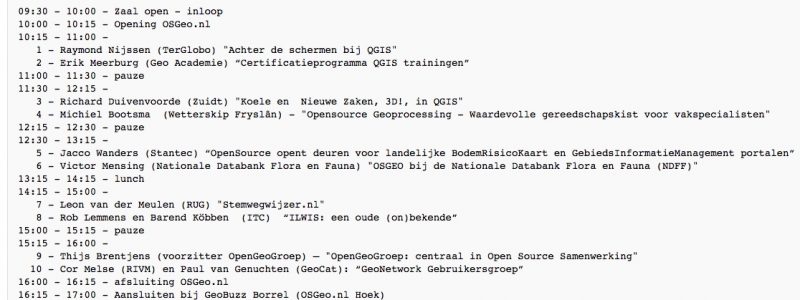 09:30 - 10:00 - Zaal open - inloop
10:00 - 10:15 - Opening OSGeo.nl
10:15 - 11:00 -
1 - Raymond Nijssen (TerGlobo) "Achter de schermen bij QGIS"
2 - Erik Meerburg (Geo Academie) “Certificatieprogramma QGIS trainingen”
11:00 - 11:30 - pauze
11:30 - 12:15 -
3 - Richard Duivenvoorde (Zuidt) "Koele en  Nieuwe Zaken, 3D!, in QGIS"
4 - Michiel Bootsma  (Wetterskip Fryslân) - "Opensource Geoprocessing - Waardevolle gereedschapskist voor vakspecialisten"
12:15 - 12:30 - pauze
12:30 - 13:15 -
5 - Jacco Wanders (Stantec) “OpenSource opent deuren voor landelijke BodemRisicoKaart en GebiedsInformatieManagement portalen”
6 - Victor Mensing (Nationale Databank Flora en Fauna) "OSGEO bij de Nationale Databank Flora en Fauna (NDFF)"
13:15 - 14:15 - lunch
14:15 - 15:00 -
7 - Leon van der Meulen (RUG) "Stemwegwijzer.nl"
8 - Rob Lemmens en Barend Köbben  (ITC)  “ILWIS: een oude (on)bekende”
15:00 - 15:15 - pauze
15:15 - 16:00 -
9 - Thijs Brentjens (voorzitter OpenGeoGroep) – "OpenGeoGroep: centraal in Open Source Samenwerking"
10 - Cor Melse (RIVM) en Paul van Genuchten (GeoCat): “GeoNetwork Gebruikersgroep”
16:00 - 16:15 - afsluiting OSGeo.nl
16:15 - 17:00 - Aansluiten bij GeoBuzz Borrel (OSGeo.nl Hoek)